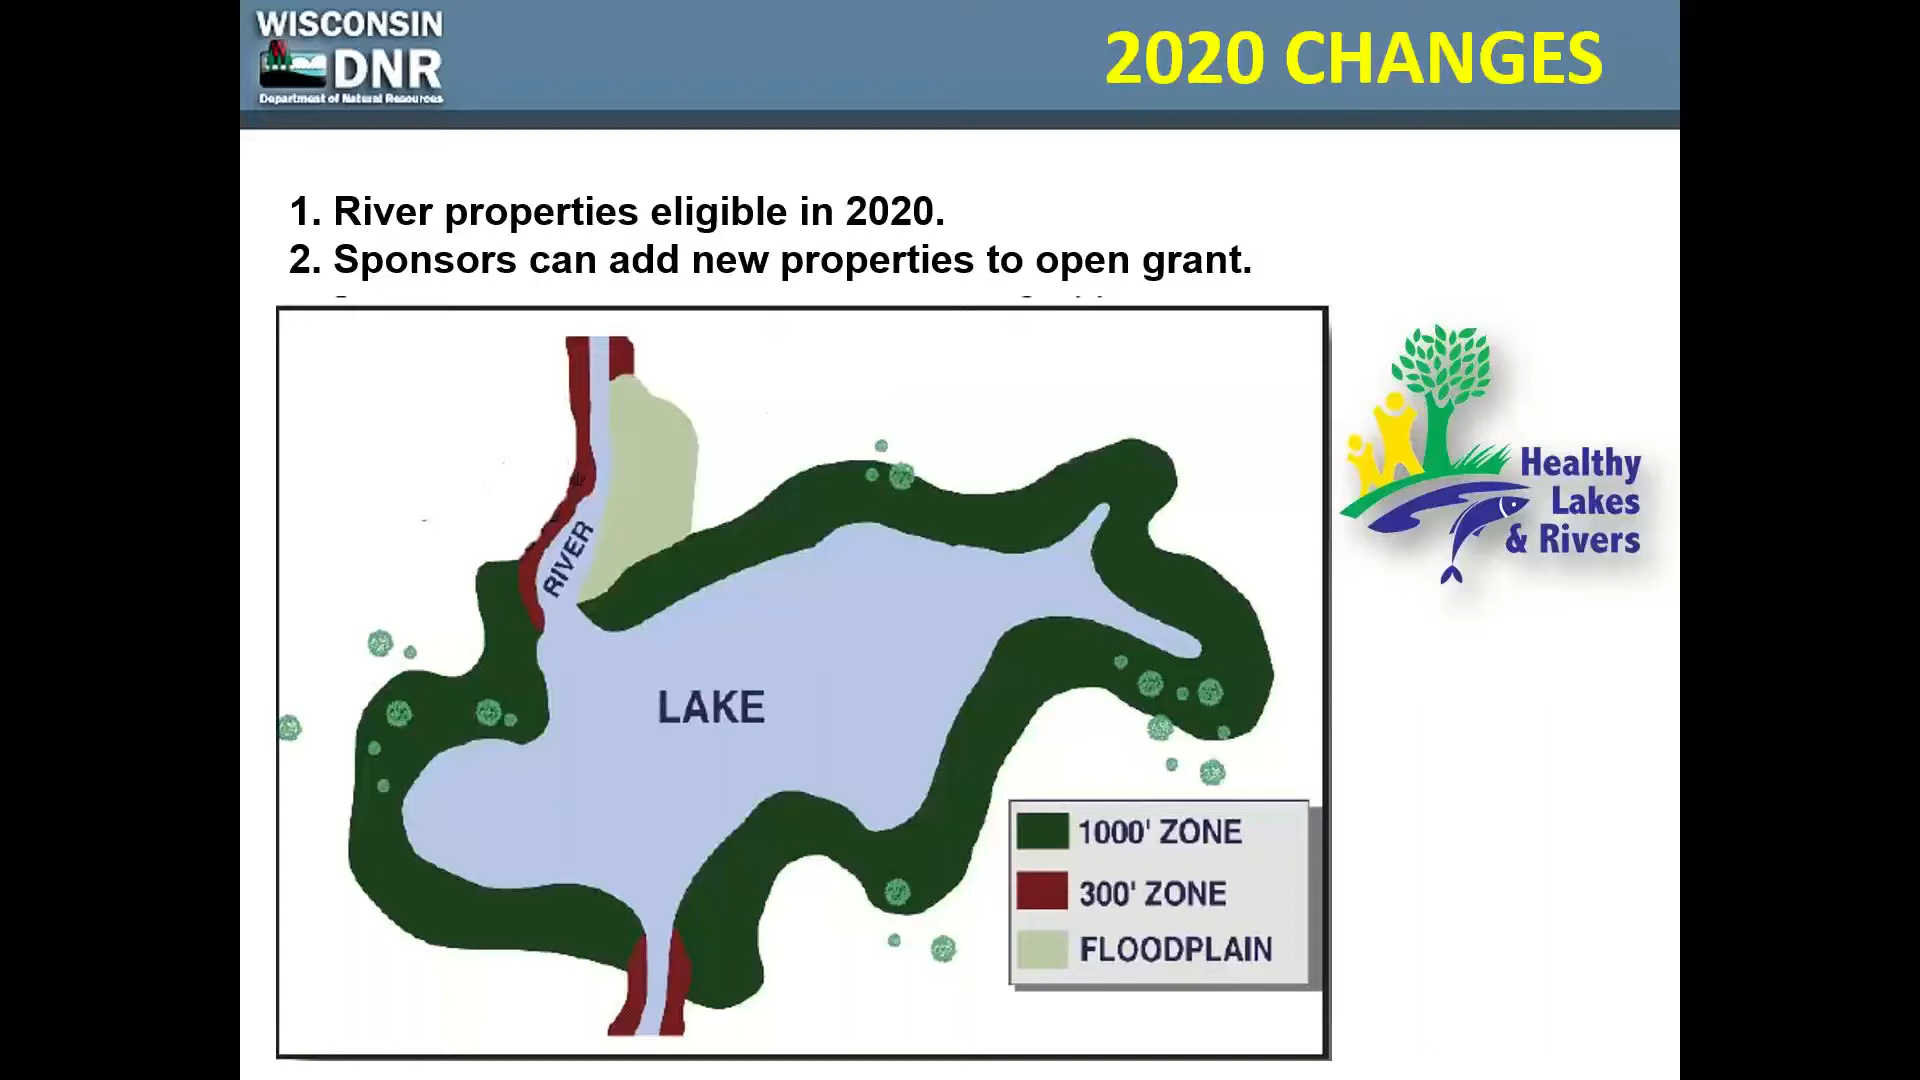 WISCONSIN
DNR
Department of Natural Resources
2020 CHANGES
1. River properties eligible in 2020.
2. Sponsors can add new properties to open grant.
RIVER
LAKE
Healthy
Lakes
& Rivers
1000' ZONE
300' ZONE
FLOODPLAIN